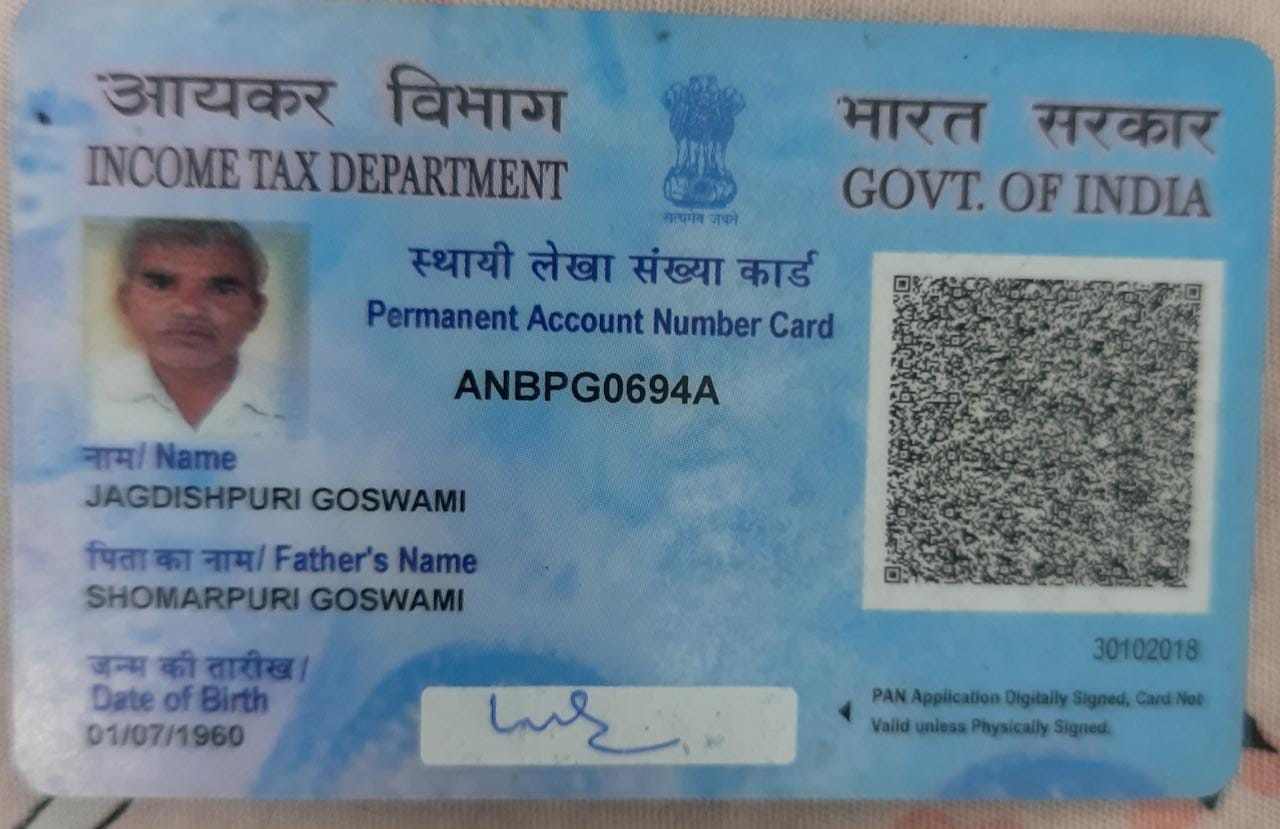 आयकर विभाग
INCOME TAX DEPARTMENT
सत्यमेव जयते
भारत सरकार
GOVT. OF INDIA
स्थायी लेखा संख्या कार्ड
Permanent Account Number Card
ANBPG0694A
नाम/ Name
JAGDISHPURI GOSWAMI
पिता का नाम/ Father's Name
SHOMARPURI GOSWAMI
जन्म की तारीख/
Date of Birth
01/07/1960
30102018
PAN Application Digitally Signed, Card Not
Valid unless Physically Signed.